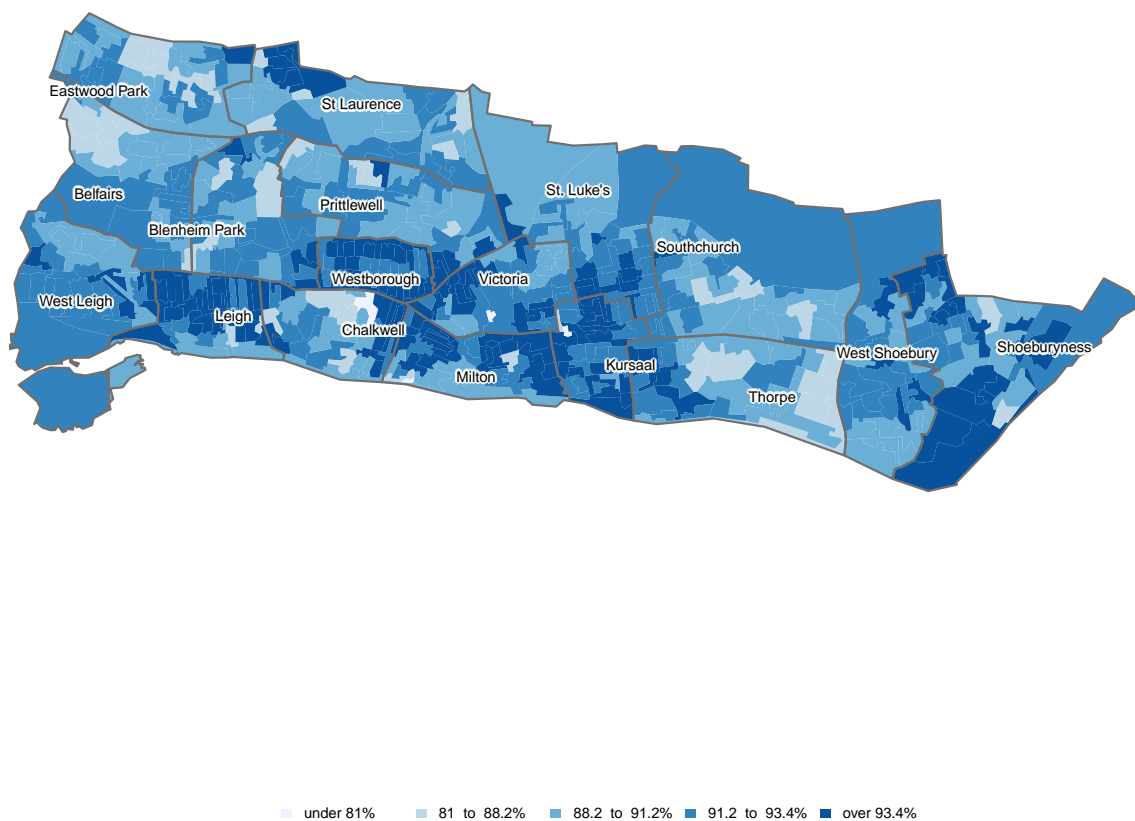 Eastwood Park
St Laurence
Belfairs
St. Luke's
Prittlewell
Blenheim Park
Southchurch
Westborough
Victoria
West Leigh
Leigh
Chalkwell
Shoeburyness
West Shoebury
Kursaal
Milton
Thorpe
under 81%
81 to 88.2%
88.2 to 91.2%
91.2 to 93.4%
over 93.4%